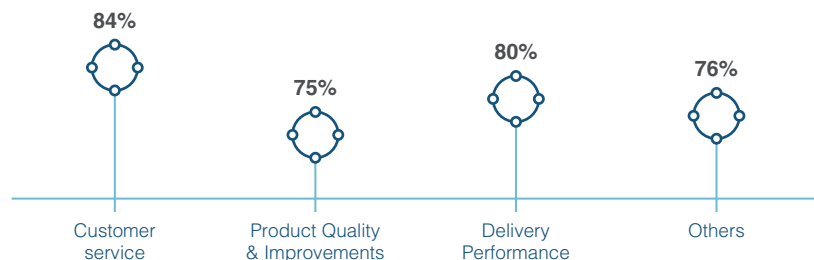 84%
75%
80%
76%
Customer
service
Product Quality
& Improvements
Delivery
Performance
Others